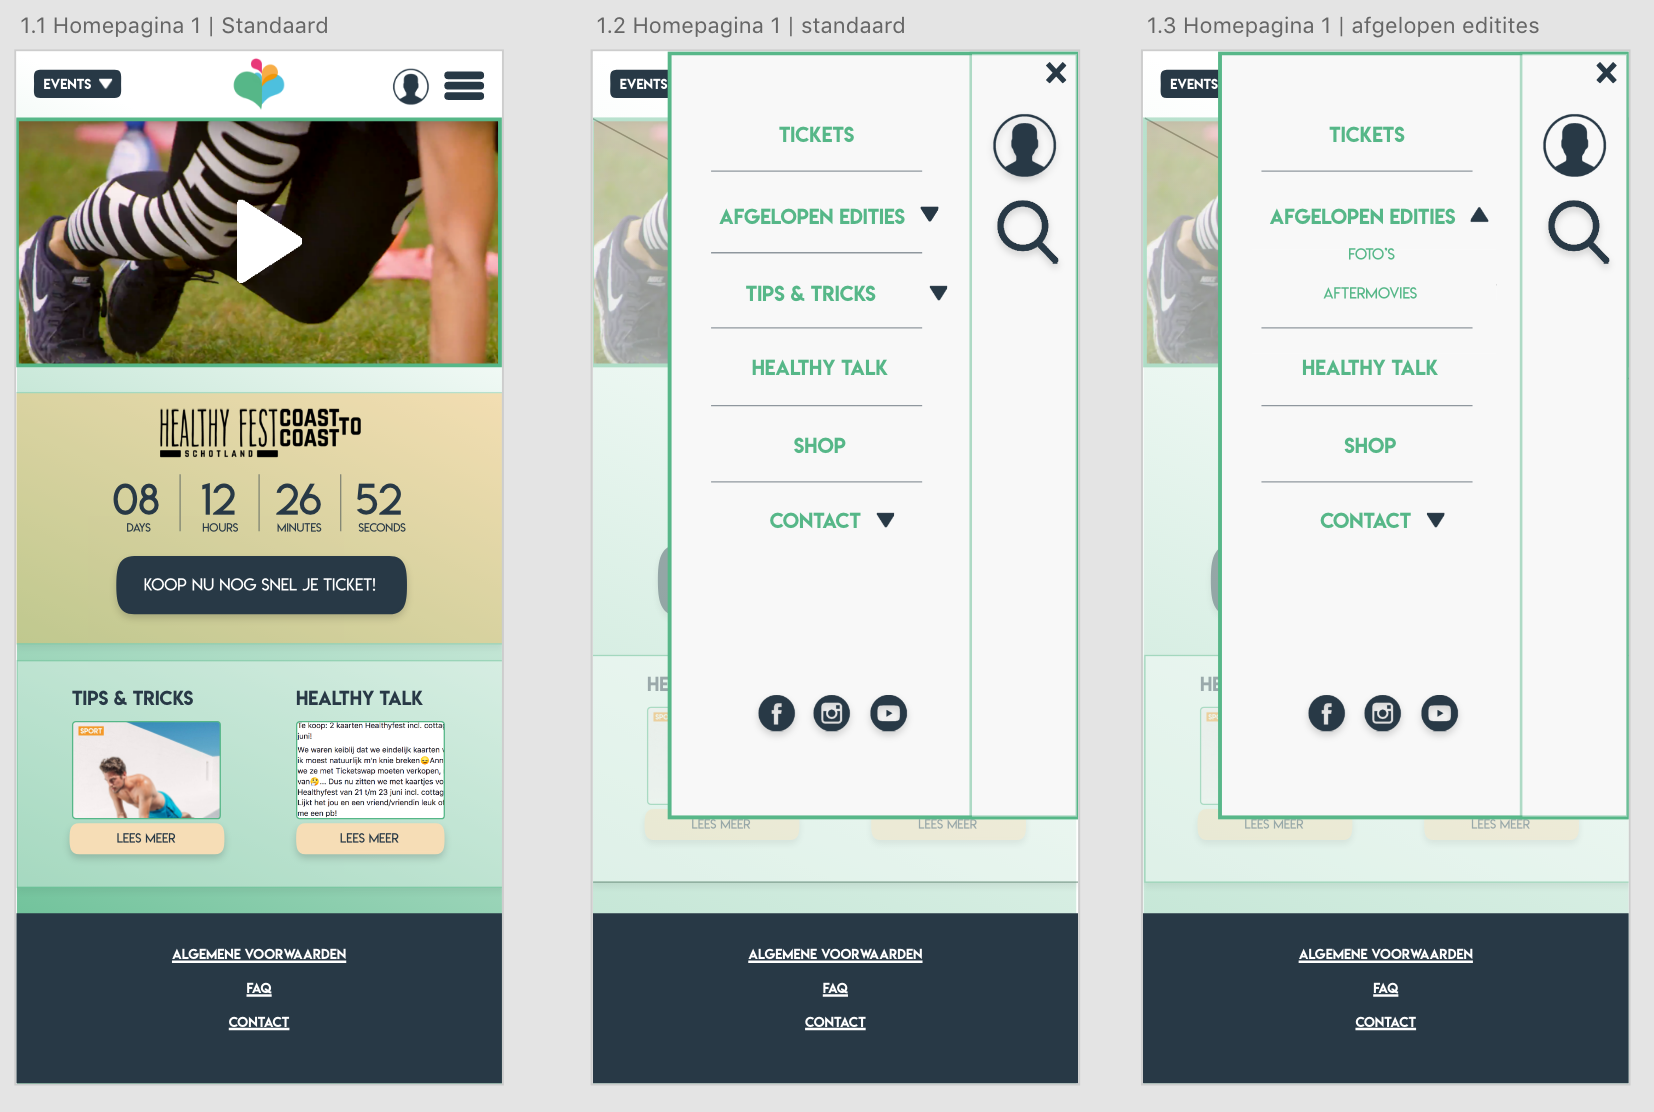 1.1 Homepagina 1 | Standaard
EVENTS
HEALTHY FEST COAST TO COAST
SCHOTLAND
08 12 26 52
DAYS HOURS MINUTES SECONDS
KOOP NU NOG SNEL JE TICKET!
TIPS & TRICKS
SPORT
LEES MEER
HEALTHY TALK
Te koop: 2 kaarten Healthyfest incl. cottag
juni!
We waren keiblij dat we eindelijk kaarten v
ik moest natuurlijk m'n knie breken😅Ann
we ze met Ticketswap moeten verkopen,
van🤔... Dus nu zitten we met kaartjes vo
Healthyfest van 21 t/m 23 juni incl. cottag
Lijkt het jou en een vriend/vriendin leuk of
me een pb!
LEES MEER
ALGEMENE VOORWAARDEN
FAQ
CONTACT
1.2 Homepagina 1 | standaard
EVENTS
TICKETS
AFGELOPEN EDITIES
TIPS & TRICKS
HEALTHY TALK
SHOP
CONTACT
HE
LEES MEER
LEES MEER
ALGEMENE VOORWAARDEN
FAQ
CONTACT
1.3 Homepagina 1 | afgelopen editites
EVENTS
TICKETS
AFGELOPEN EDITIES
FOTO'S
AFTERMOVIES
HEALTHY TALK
SHOP
CONTACT
HE
LEES MEER
LEES MEER
ALGEMENE VOORWAARDEN
FAQ
CONTACT